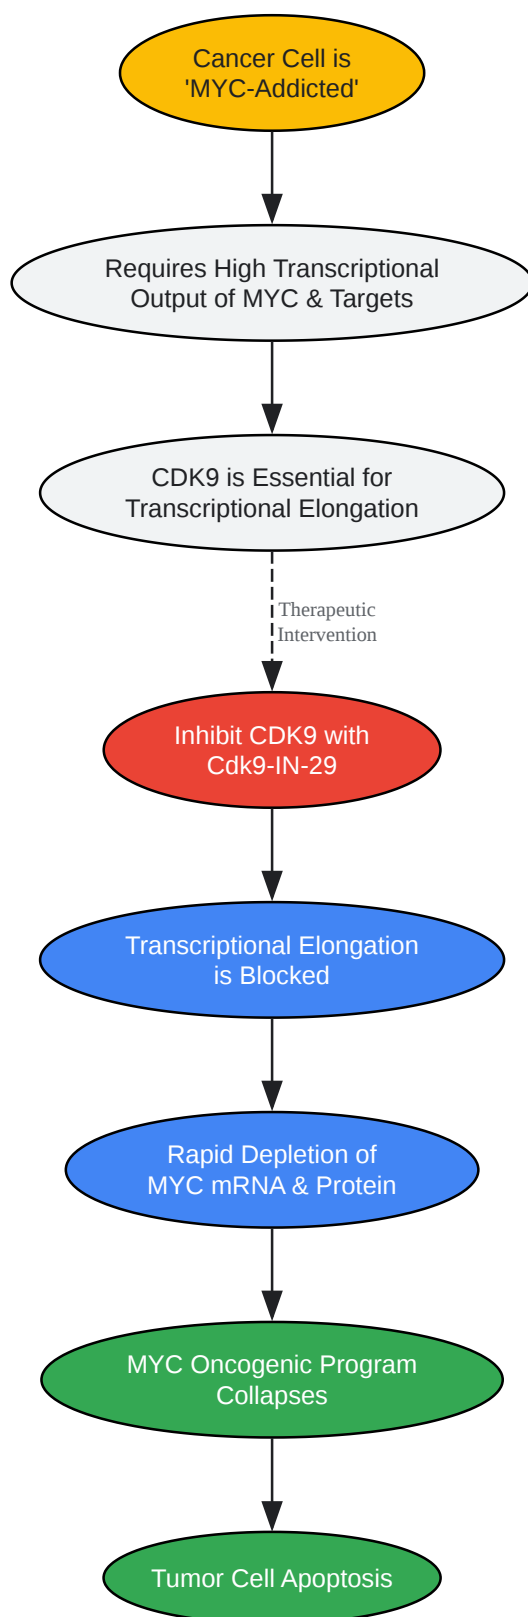 Cancer Cell is
'MYC-Addicted'
Requires High Transcriptional
Output of MYC & Targets
CDK9 is Essential for
Transcriptional Elongation
Therapeutic
Intervention
Inhibit CDK9 with
Cdk9-IN-29
Transcriptional Elongation
is Blocked
Rapid Depletion of
MYC mRNA & Protein
MYC Oncogenic Program
Collapses
Tumor Cell Apoptosis